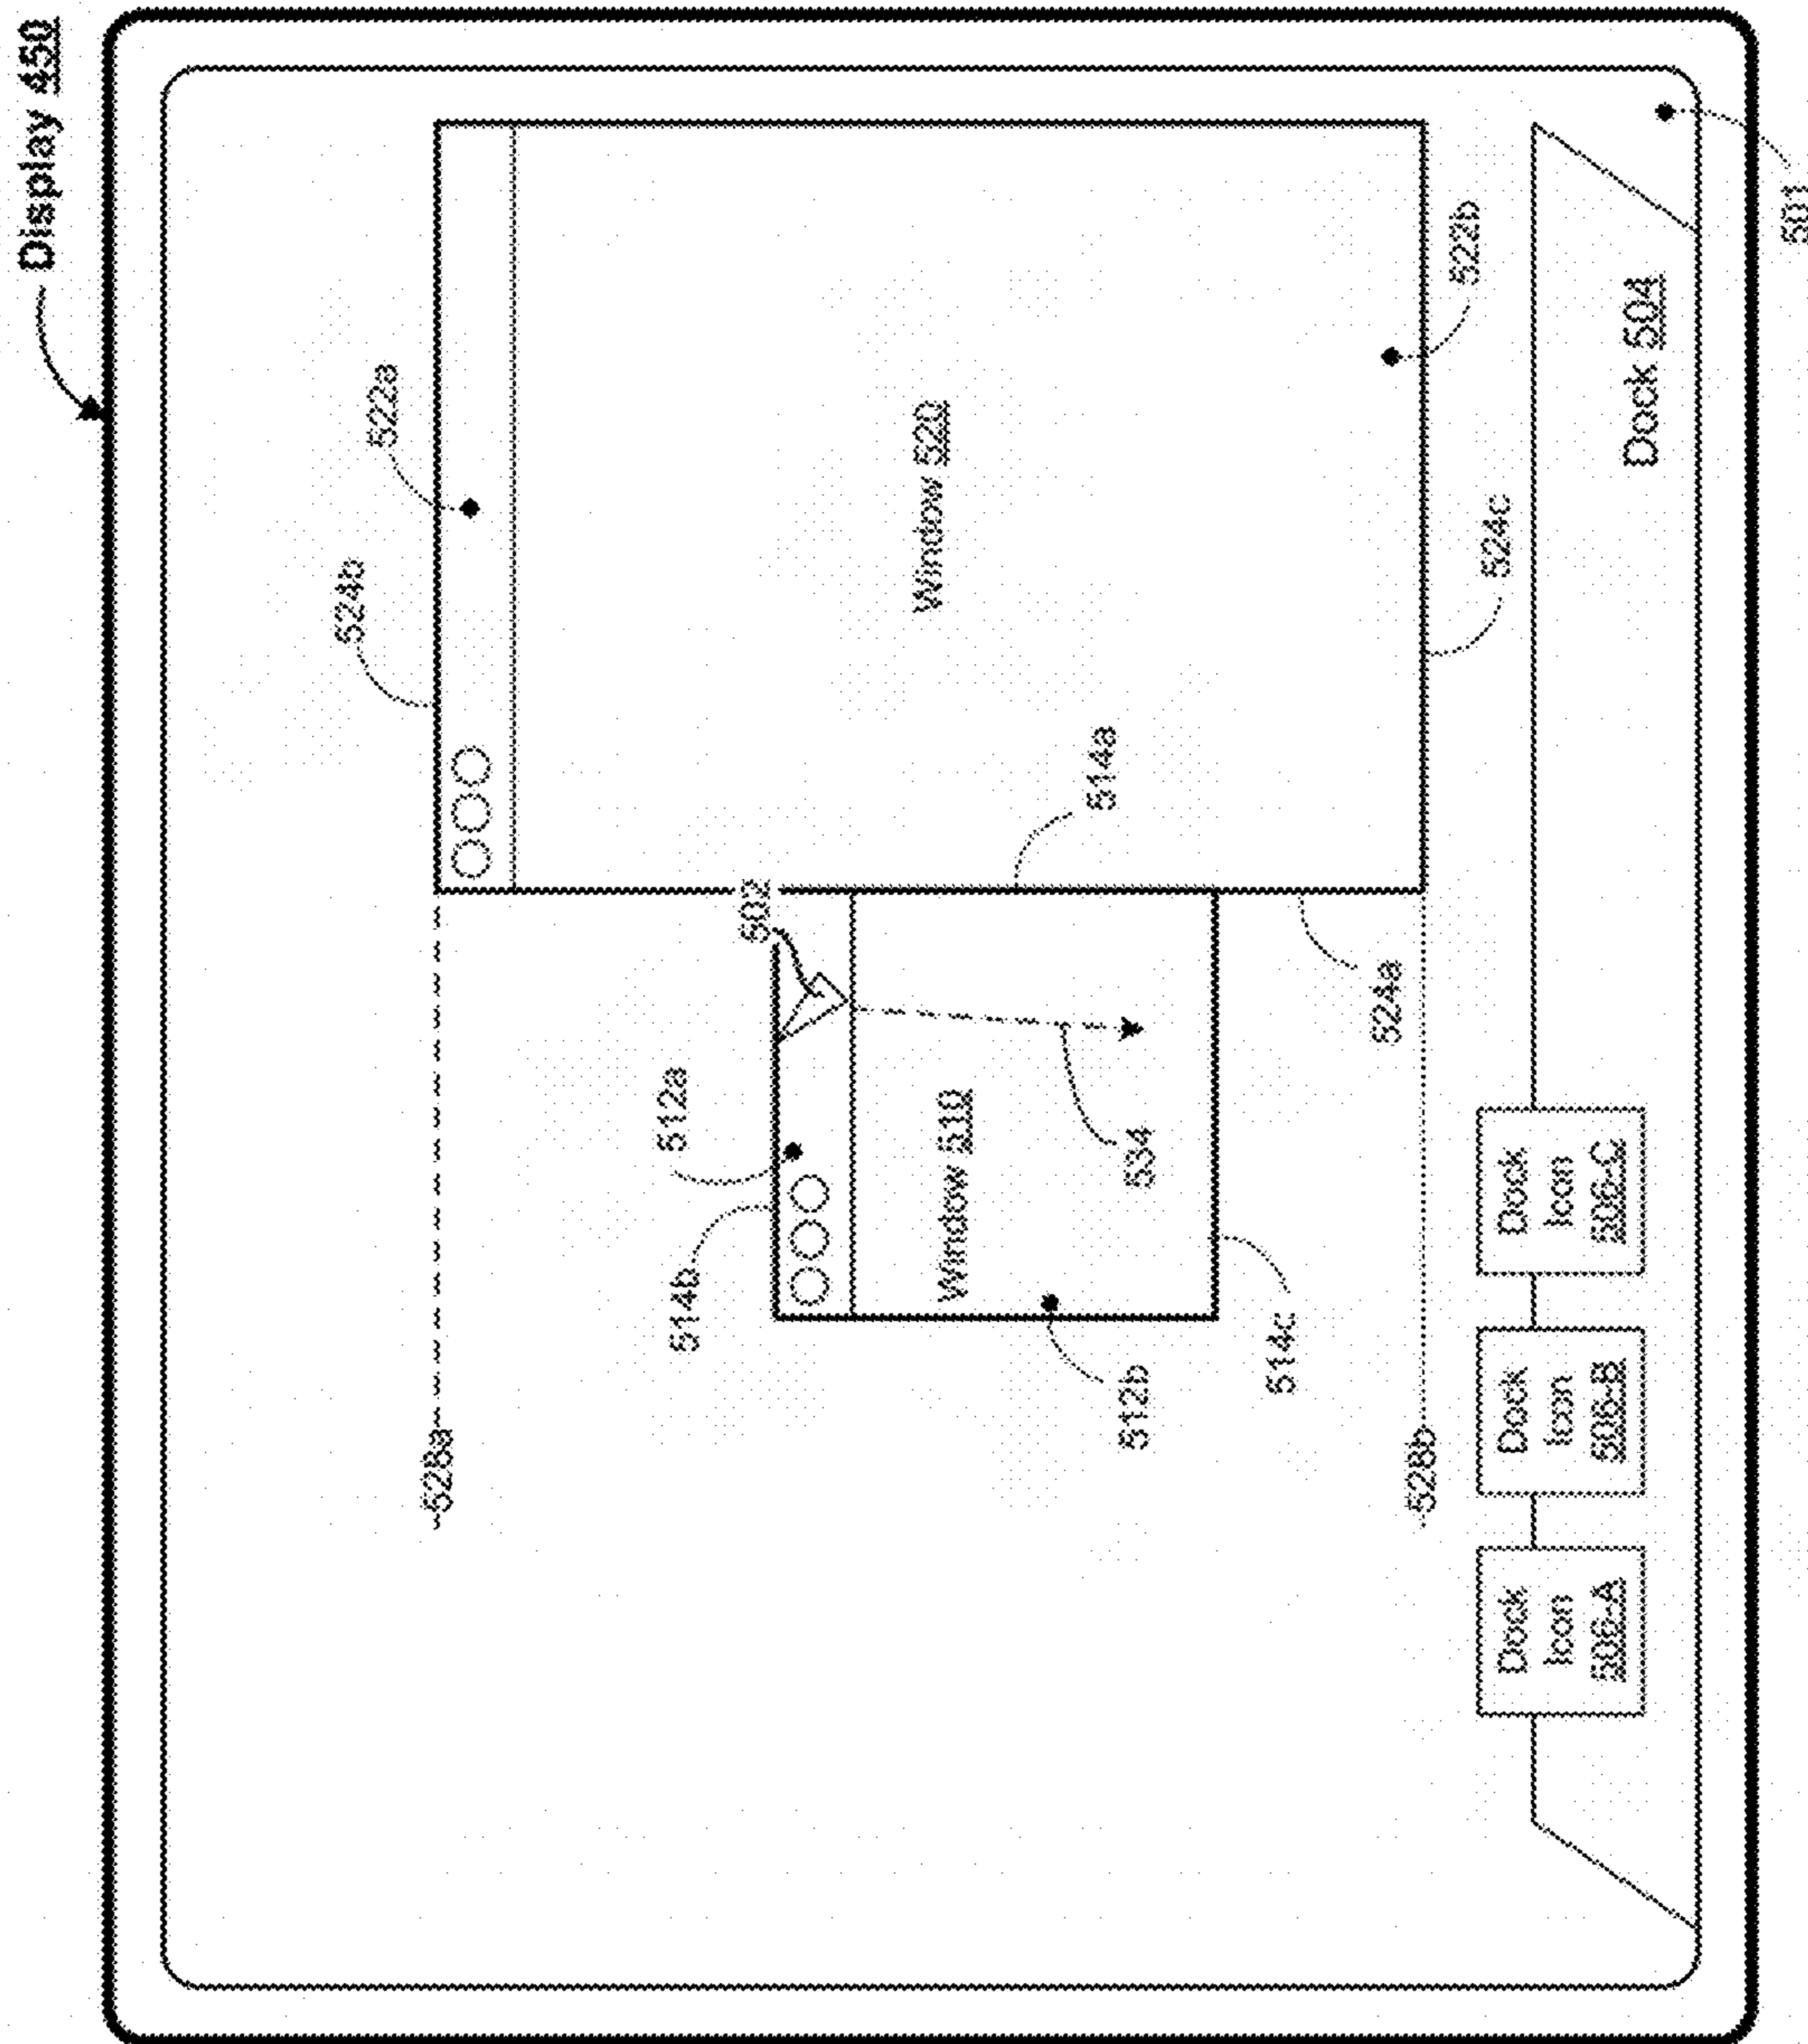 Display 450
524b
522a
528a
512a
514b
502
Window 520
Window 510
514a
512b
534
514c
524a
528b
522b
524c
Dock
Icon
506-A
Dock
Icon
506-B
Dock
Icon
506-C
Dock 504
501